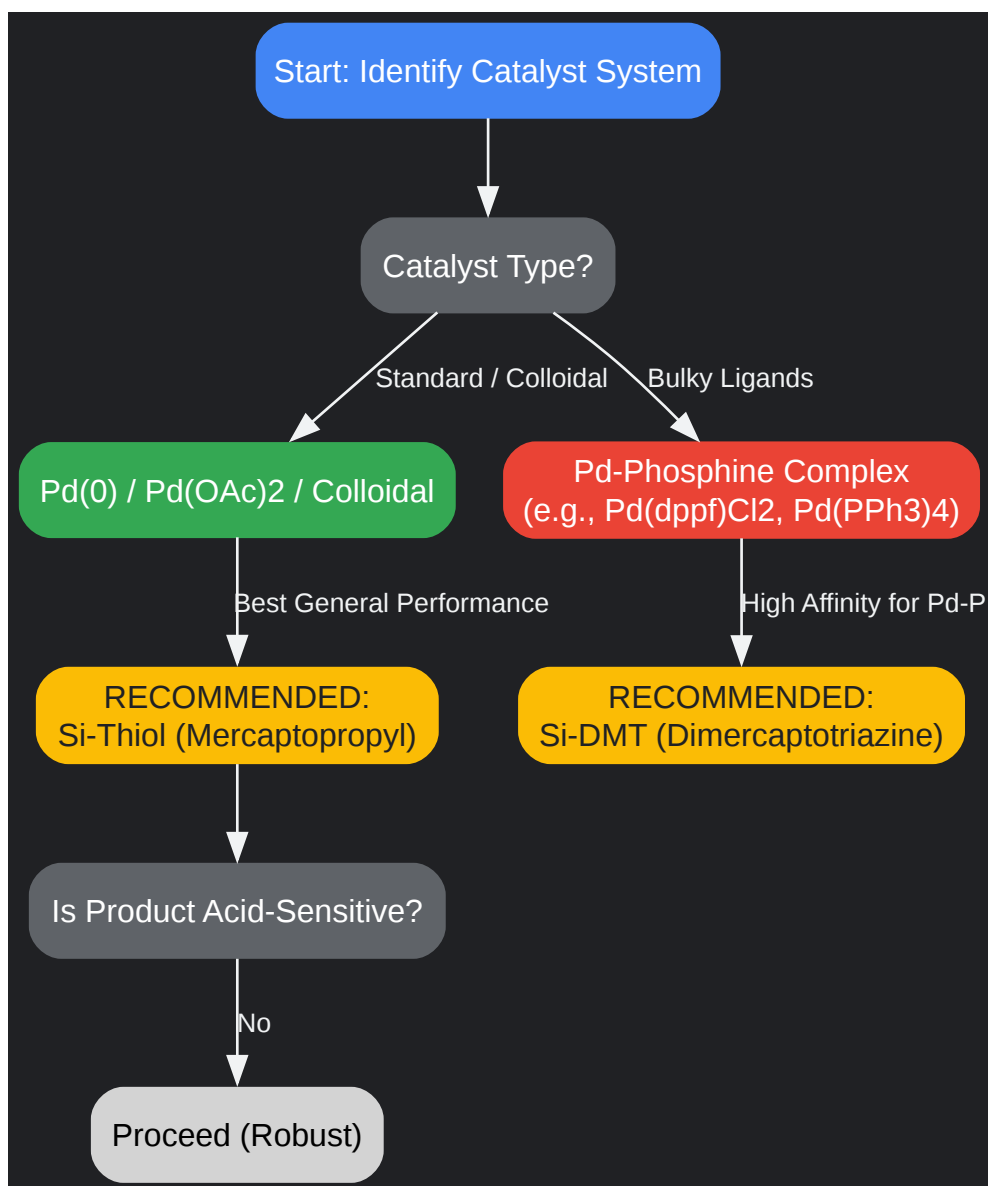 Start: Identify Catalyst System
Catalyst Type?
Standard / Colloidal
Bulky Ligands
Pd(0) / Pd(OAc)2 / Colloidal
Pd-Phosphine Complex
(e.g., Pd(dppf)Cl2, Pd(PPh3)4)
Best General Performance
High Affinity for Pd-P
RECOMMENDED:
Si-Thiol (Mercaptopropyl)
RECOMMENDED:
Si-DMT (Dimercaptotriazine)
Is Product Acid-Sensitive?
No
Proceed (Robust)